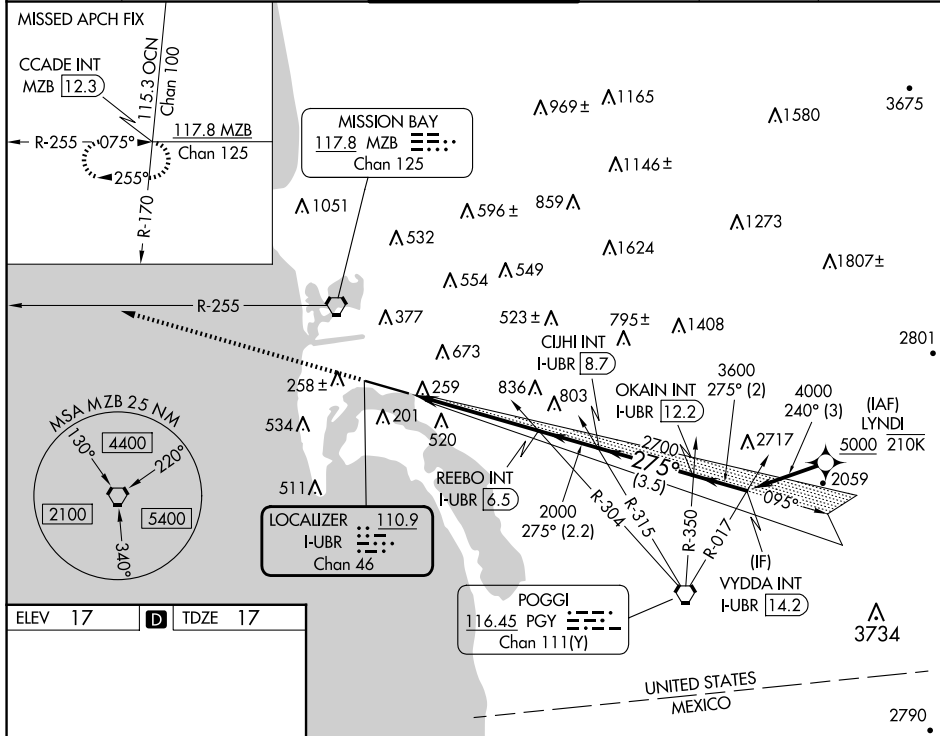 MISSED APCH FIX
CCADE INT
MZB 12.3
115.3 OCN
Chan 100
117.8 MZB
Chan 125
R-255
075°
255°
R-170
MISSION BAY
117.8 MZB
Chan 125
969 ±
1165
1580
3675
1146 ±
1051
596 ±
859
1273
532
1624
1807±
554
549
R-255
377
523 ±
795±
1408
2801
CIJHI INT
I-UBR 8.7
673
3600
275° (2)
OKAIN INT
I-UBR 12.2
4000
240° (3)
(IAF)
LYNDI
5000 210K
258 ±
259
836
803
MSA MZB 25 NM
130°
4400
220°
2100
5400
340°
534
201
520
2700
2717
2059
REEBO INT
I-UBR 6.5
275°
(3.5)
095°
511
2000
275° (2.2)
R-304
R-315
R-350
R-017
LOCALIZER 110.9
I-UBR
Chan 46
(IF)
VYDDA INT
I-UBR 14.2
POGGI
116.45 PGY
Chan 111(Y)
3734
ELEV 17 D TDZE 17
UNITED STATES
MEXICO
2790